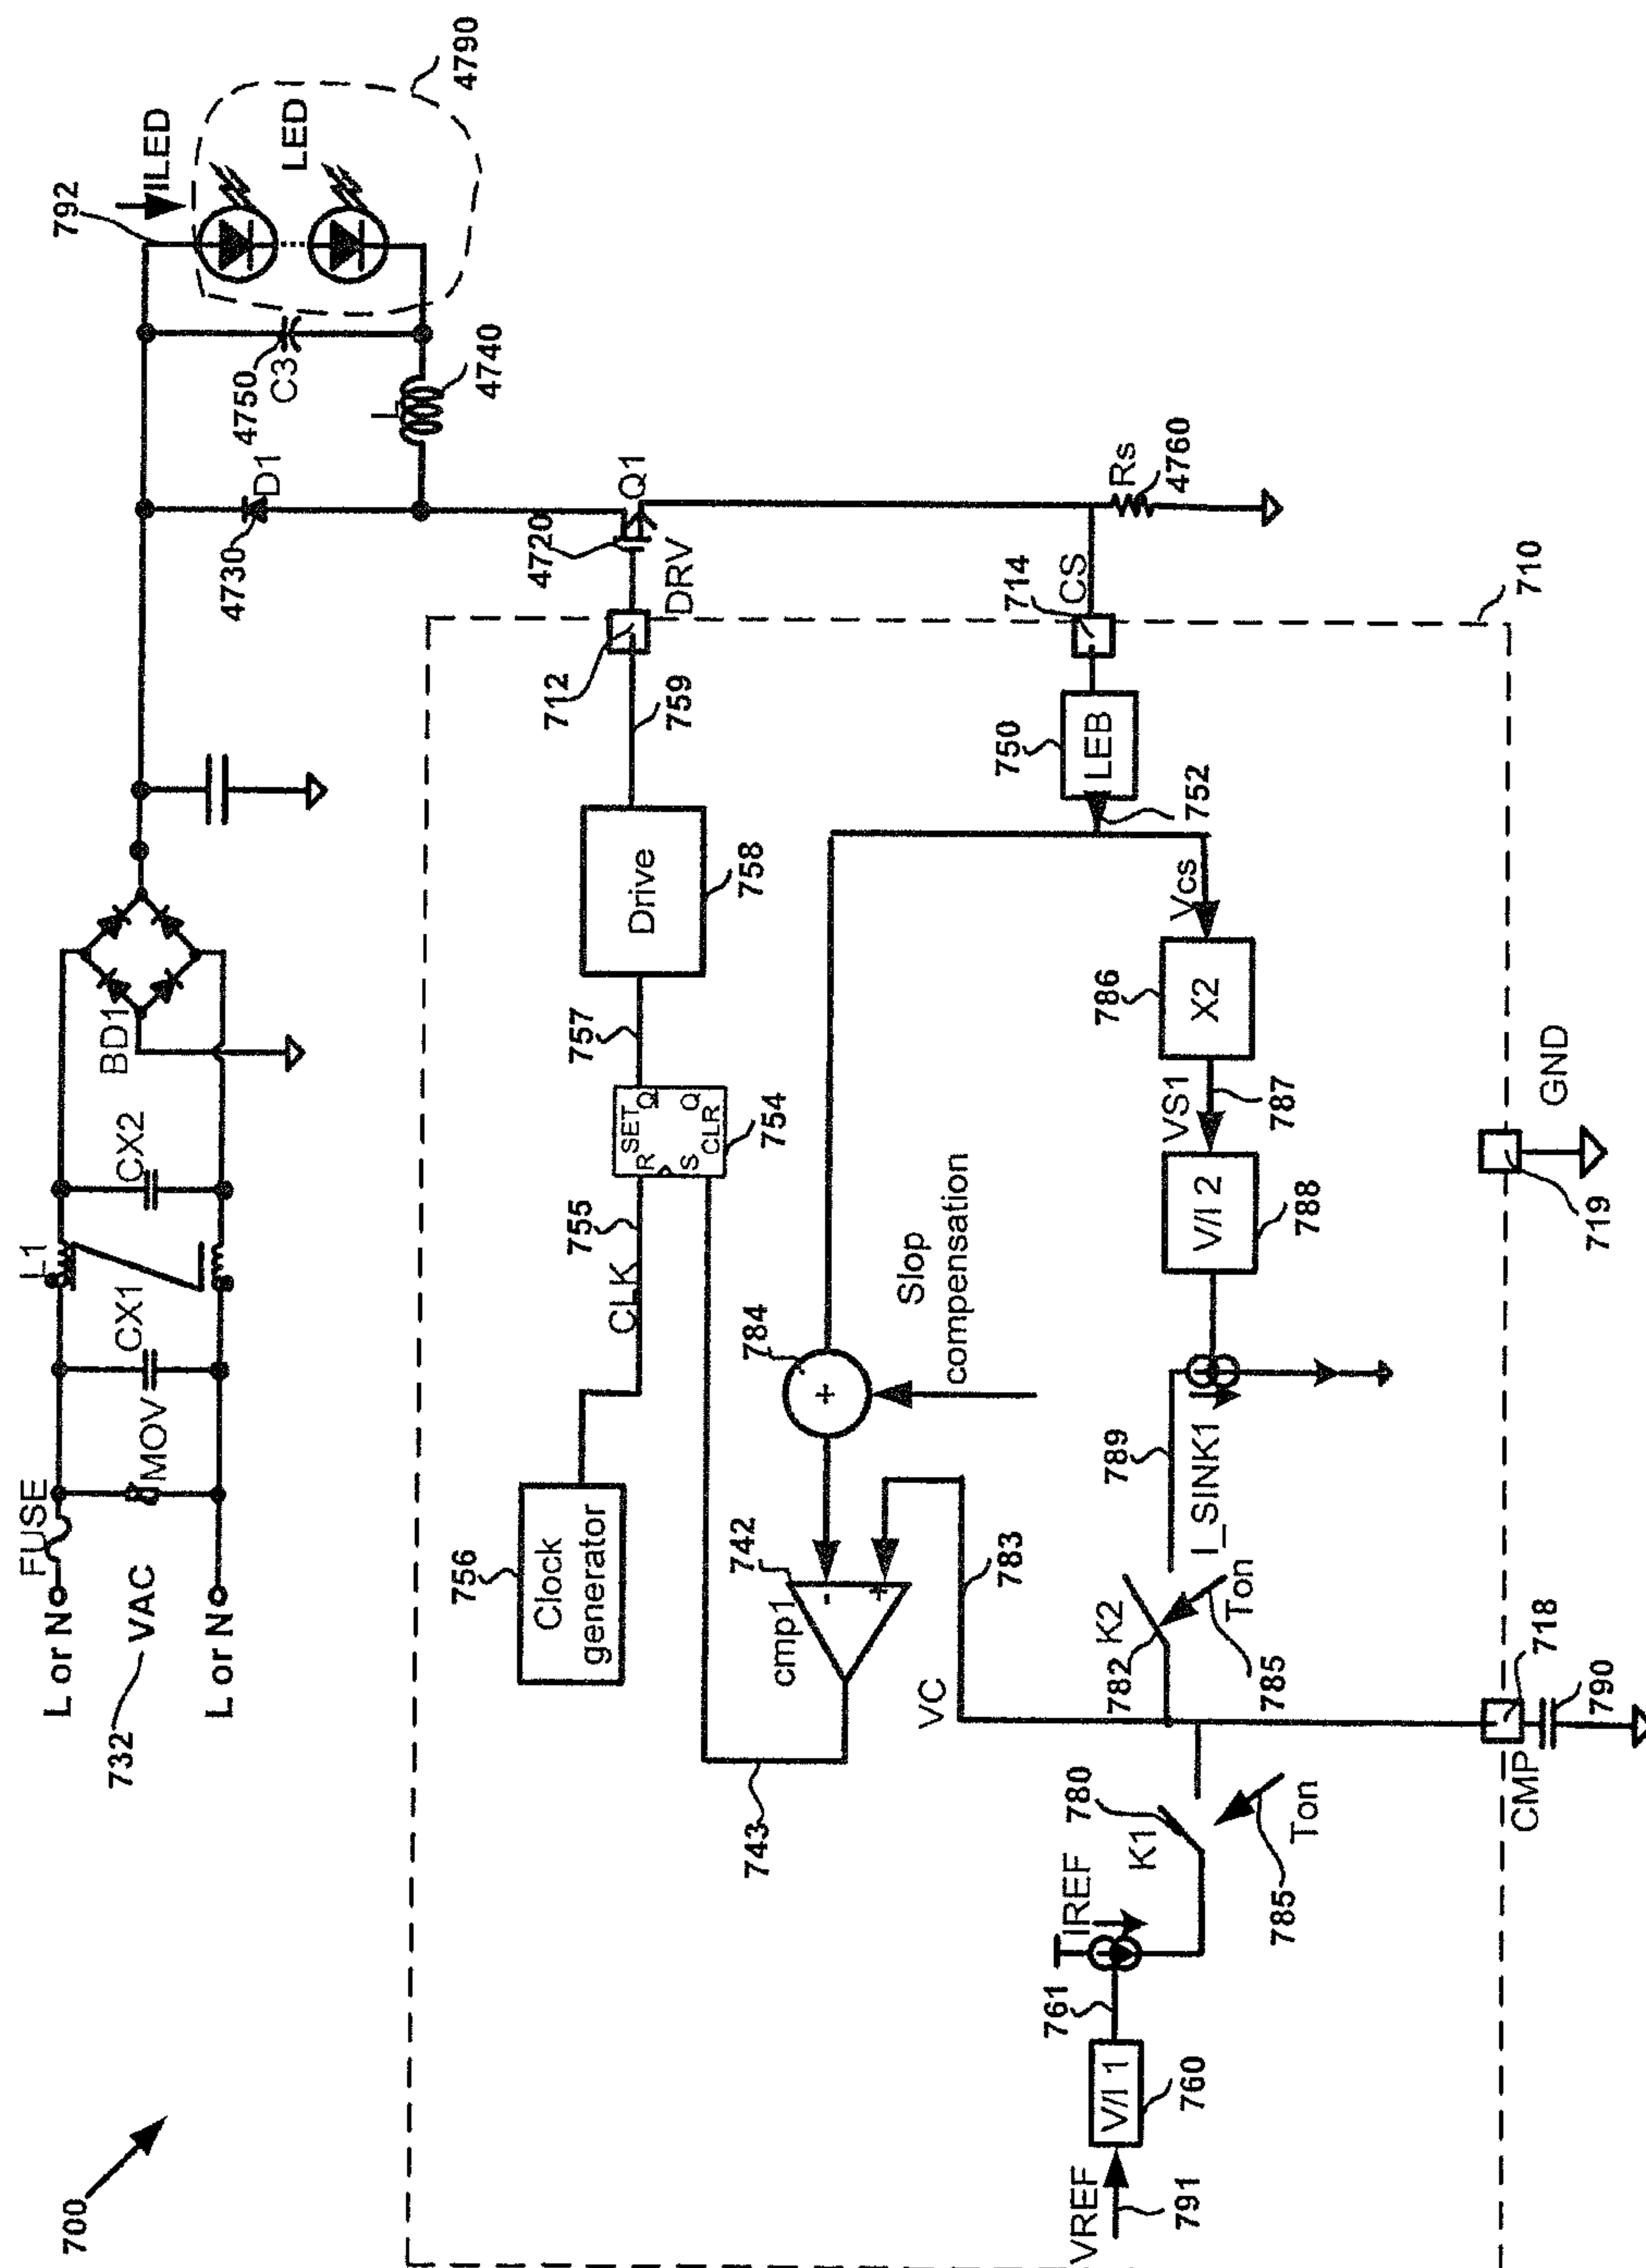 700
732
VAC
L or N
L or N
FUSE
MOV
CX1
L1
CX2
BD1
792
ILED
LED
4790
4750
C3
L
4740
4730
D1
4720
Q1
DRV
712
759
Drive
758
757
SET
R
Q
S
Q
CLR
754
755
CLK
756
Clock
generator
710
714
CS
Rs
4760
750
LEB
752
Vcs
786
X2
VS1
787
V/I 2
788
784
+
Slop
compensation
742
cmp1
-
+
743
783
VC
789
I_SINK1
K2
782
Ton
785
780
K1
Ton
785
IREF
761
V/I 1
760
VREF
791
718
CMP
790
719
GND